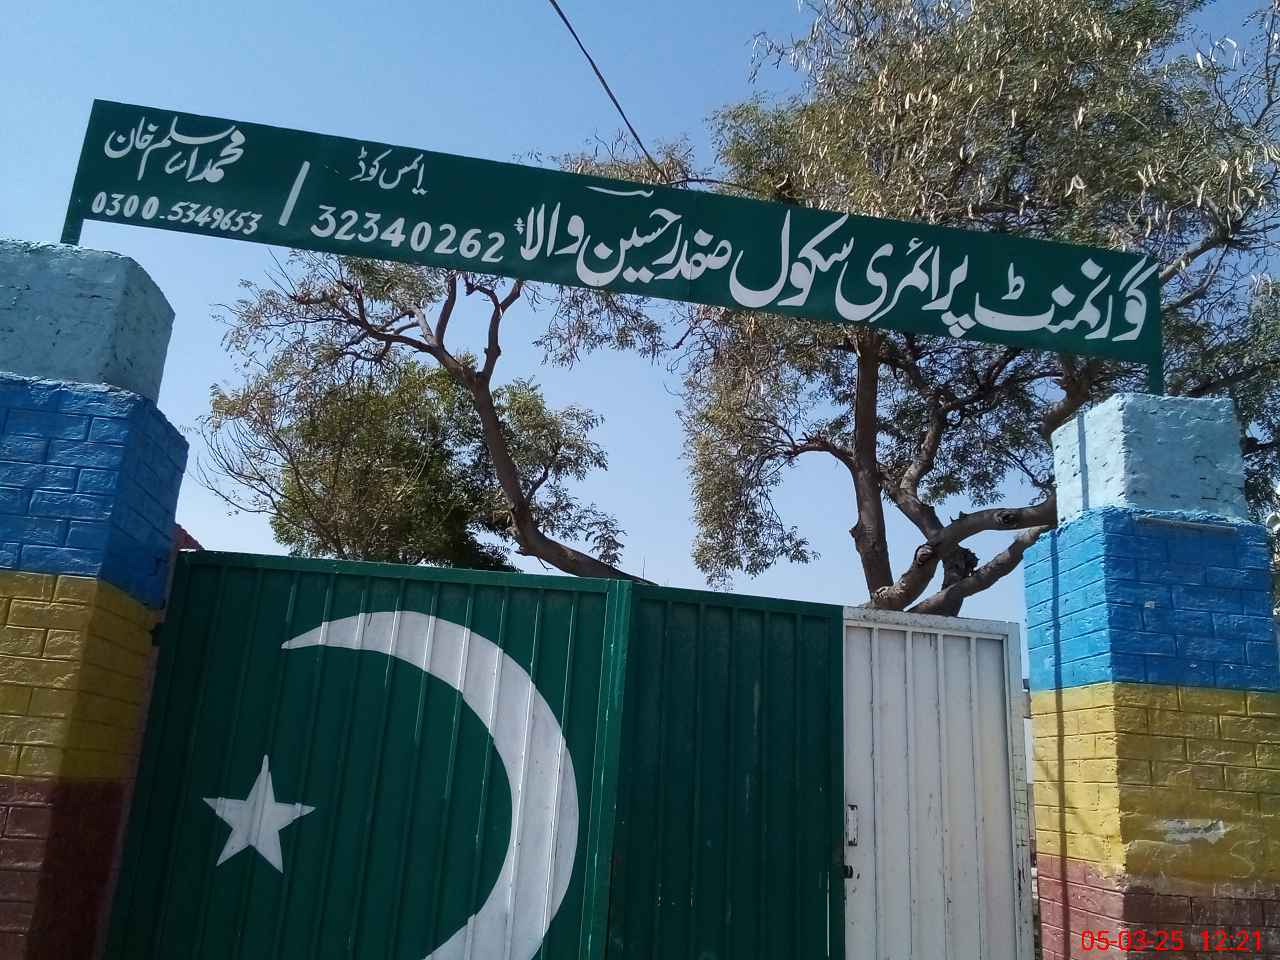 گورنمنٹ پرائمری سکول صفدر حسین والا
ایمس کوڈ
32340262
محمد اسلم خان
0300-5349653
05-03-25 12:21